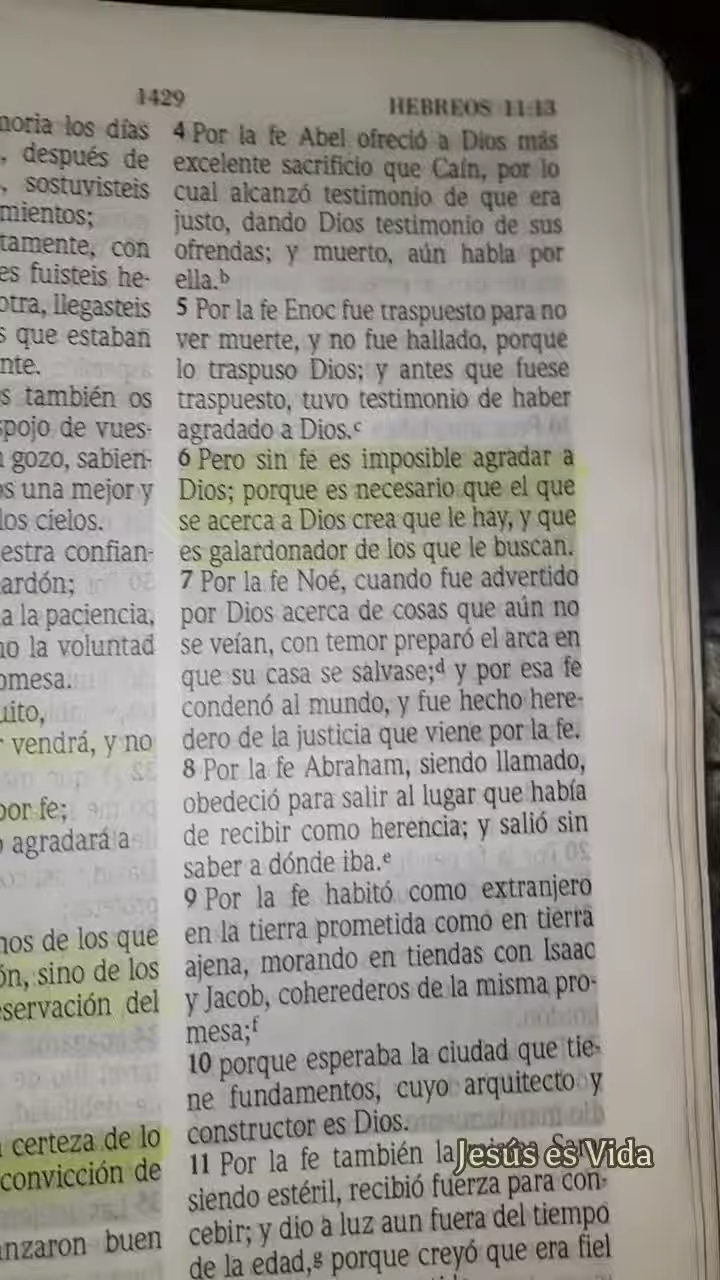 1429
HEBREOS 11:13
moria los días
, después de
, sostuvisteis
mientos;
tamente, con
es fuisteis he-
otra, llegasteis
s que estaban
nte.
s también os
spojo de vues-
n gozo, sabien-
os una mejor y
los cielos.
estra confian-
ardón;
a la paciencia,
no la voluntad
omesa.
uito,
vendrá, y no
por fe;
o agradará a
nos de los que
ón, sino de los
eservación del
a certeza de lo
convicción de
anzaron buen
4 Por la fe Abel ofreció a Dios más
excelente sacrificio que Caín, por lo
cual alcanzó testimonio de que era
justo, dando Dios testimonio de sus
ofrendas; y muerto, aún habla por
ella.b
5 Por la fe Enoc fue traspuesto para no
ver muerte, y no fue hallado, porque
lo traspuso Dios; y antes que fuese
traspuesto, tuvo testimonio de haber
agradado a Dios.c
6 Pero sin fe es imposible agradar a
Dios; porque es necesario que el que
se acerca a Dios crea que le hay, y que
es galardonador de los que le buscan.
7 Por la fe Noé, cuando fue advertido
por Dios acerca de cosas que aún no
se veían, con temor preparó el arca en
que su casa se salvase;d y por esa fe
condenó al mundo, y fue hecho here-
dero de la justicia que viene por la fe.
8 Por la fe Abraham, siendo llamado,
obedeció para salir al lugar que había
de recibir como herencia; y salió sin
saber a dónde iba.e
9 Por la fe habitó como extranjero
en la tierra prometida como en tierra
ajena, morando en tiendas con Isaac
y Jacob, coherederos de la misma pro-
mesa;f
10 porque esperaba la ciudad que tie-
ne fundamentos, cuyo arquitecto y
constructor es Dios.
11 Por la fe también la
siendo estéril, recibió fuerza para con-
cebir; y dio a luz aun fuera del tiempo
de la edad,g porque creyó que era fiel
Jesús es Vida